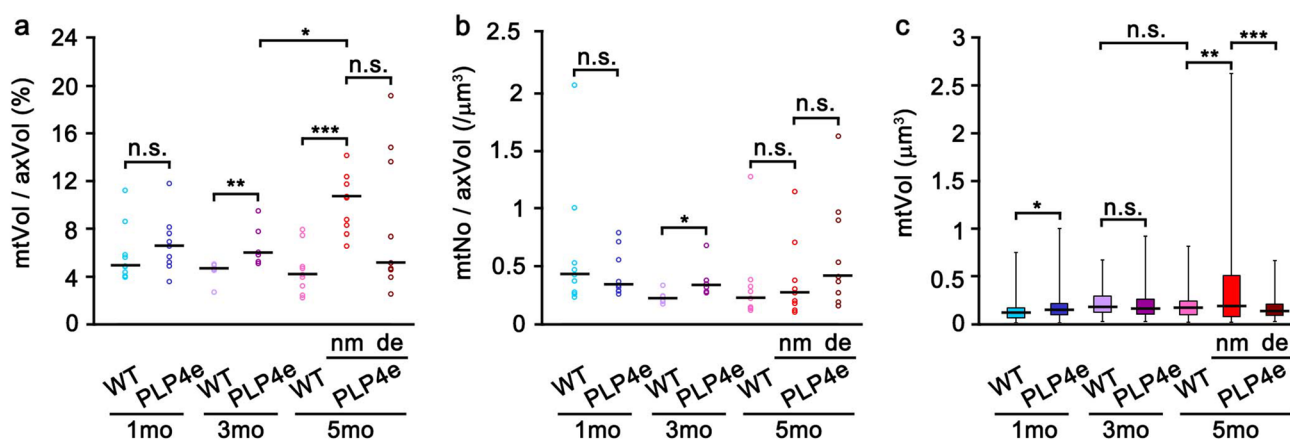 a
mtVol / axVol (%)
24
20
16
12
8
4
0
n.s.
**
*
***
n.s.
nm de
WT PLP4e WT PLP4e WT PLP4e
1mo 3mo 5mo
b
mtNo / axVol (/μm³)
2
2.5
1.5
1
0.5
0
n.s.
*
n.s.
n.s.
nm de
WT PLP4e WT PLP4e WT PLP4e
1mo 3mo 5mo
c
mtVol (μm³)
3
2.5
2
1.5
1
0.5
0
*
n.s.
n.s.
**
***
nm de
WT PLP4e WT PLP4e WT PLP4e
1mo 3mo 5mo